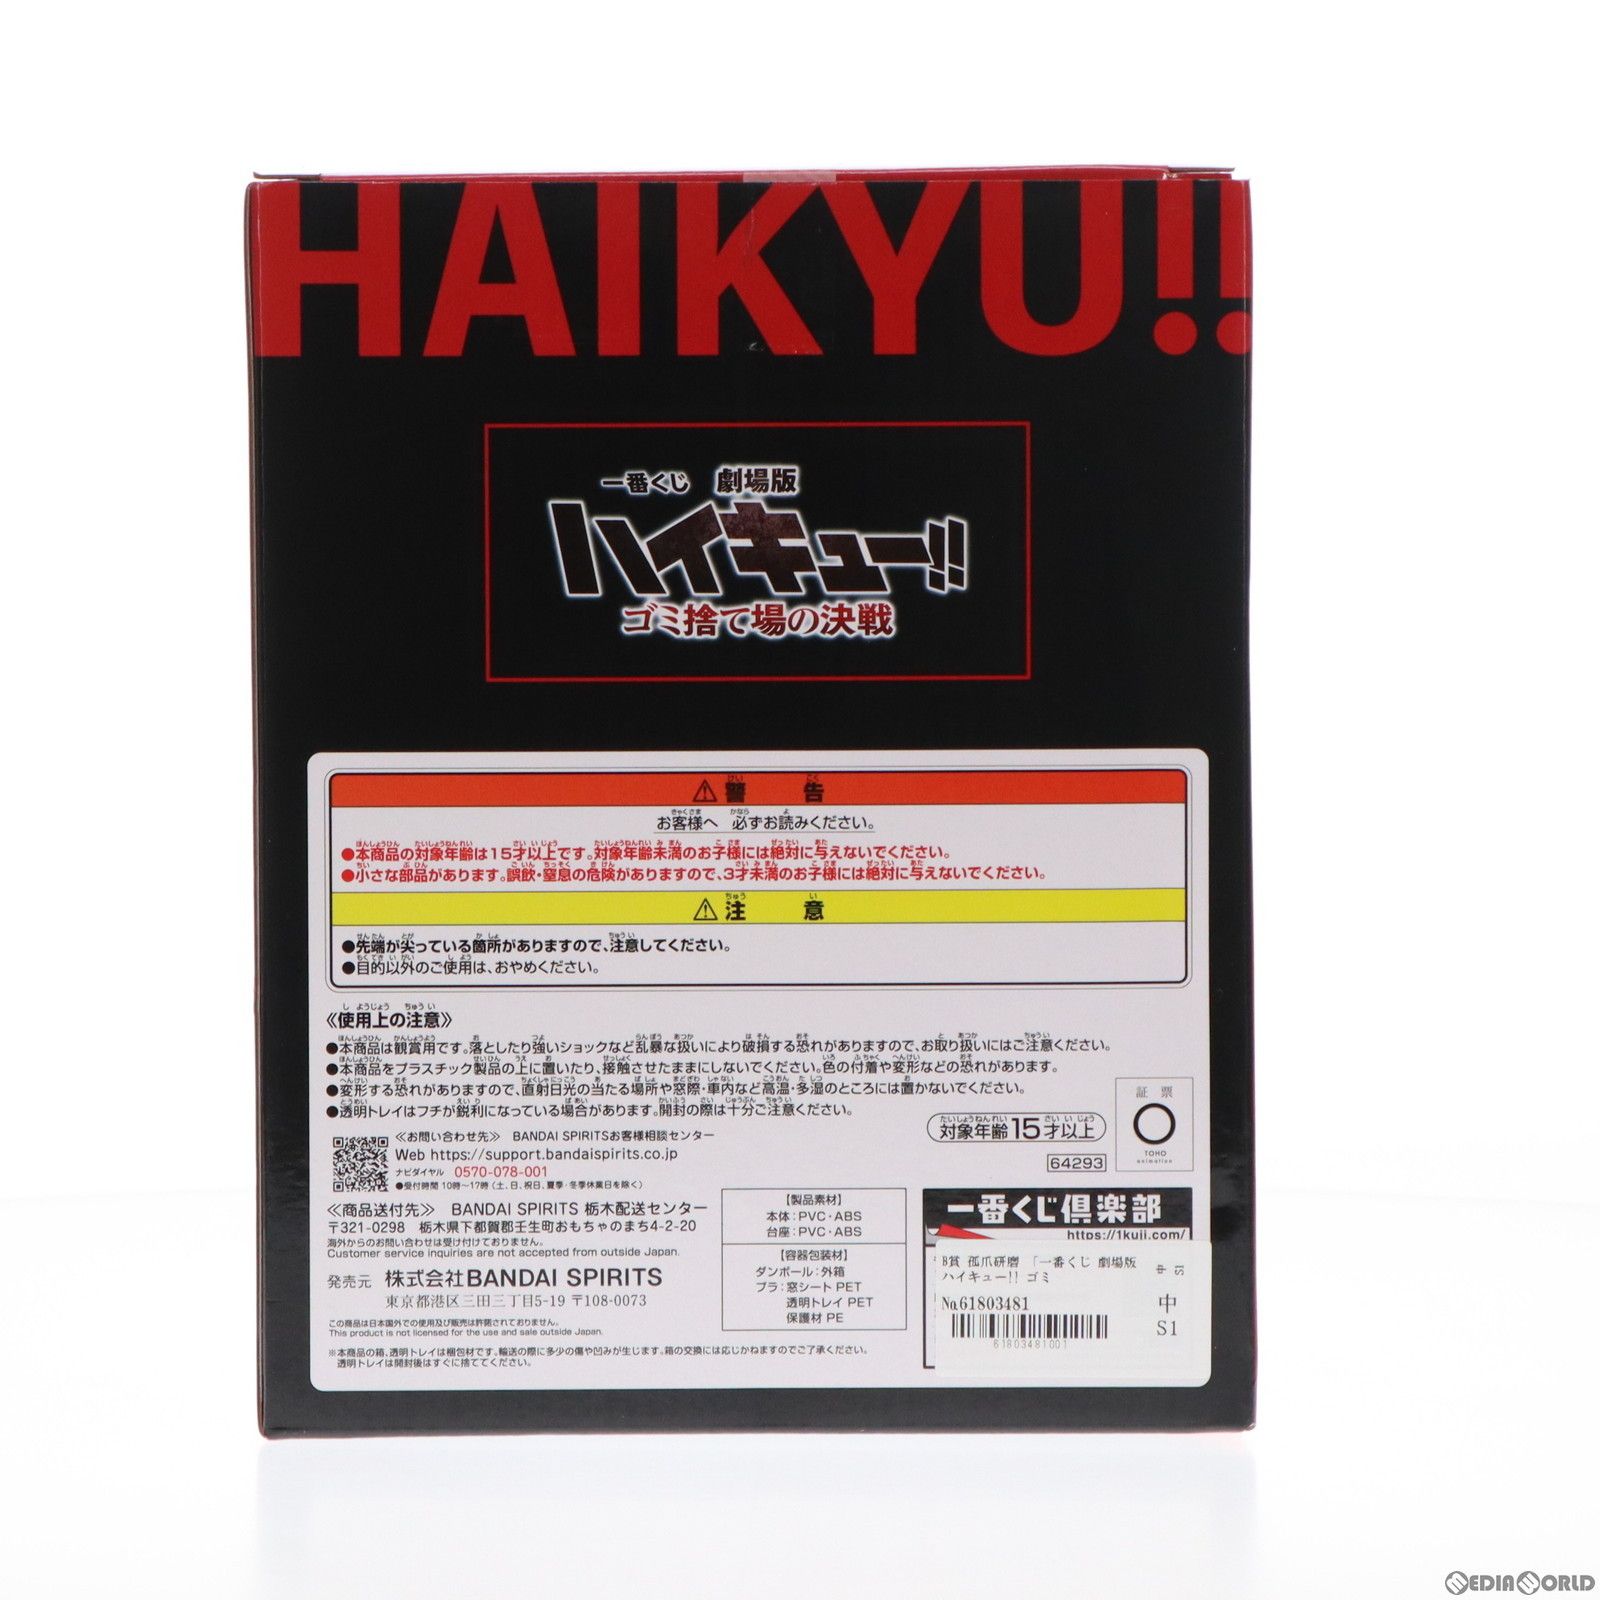 HAIKYU!!
一番くじ 劇場版
ハイキュー!!
ゴミ捨て場の決戦
⚠警告
お客様へ 必ずお読みください。
●本商品の対象年齢は15才以上です。対象年齢未満のお子様には絶対に与えないでください。
●小さな部品があります。誤飲・窒息の危険がありますので、3才未満のお子様には絶対に与えないでください。
⚠注意
●先端が尖っている箇所がありますので、注意してください。
●目的以外のご使用は、おやめください。
《使用上の注意》
●本商品は観賞用です。落としたり強いショックなど乱暴な扱いにより破損する恐れがありますので、お取り扱いにはご注意ください。
●本商品をプラスチック製品の上に置いたり、接触させたままにしないでください。色の付着や変形などの恐れがあります。
●変形する恐れがありますので、直射日光の当たる場所や窓際・車内など高温・多湿のところには置かないでください。
●透明トレイはフチが鋭利になっている場合があります。開封の際は十分ご注意ください。
対象年齢15才以上
証票
TOHO
animation
64293
≪お問い合わせ先≫ BANDAI SPIRITSお客様相談センター
Web https://support.bandaispirits.co.jp
ナビダイヤル 0570-078-001
●受付時間 10時~17時(土、日、祝日、夏季・冬季休業日を除く)
≪商品送付先≫ BANDAI SPIRITS 栃木配送センター
〒321-0298 栃木県下都賀郡壬生町おもちゃのまち4-2-20
海外からのお問い合わせは受け付けておりません。
Customer service inquiries are not accepted from outside Japan.
発売元 株式会社BANDAI SPIRITS
東京都港区三田三丁目5-19 〒108-0073
この商品は日本国外での使用及び販売は許諾されておりません。
This product is not licensed for the use and sale outside Japan.
※本商品の箱、透明トレイは梱包材です。輸送の際に多少の傷や凹みが生じます。箱の交換には応じかねますのでご了承ください。
透明トレイは開封後はすぐに捨ててください。
【製品素材】
本体:PVC・ABS
台座:PVC・ABS
【容器包装材】
ダンボール:外箱
プラ:窓シート PET
透明トレイ PET
保護材 PE
一番くじ倶楽部
https://1kuji.com/
B賞 孤爪研磨 「一番くじ 劇場版
ハイキュー!! ゴミ
中 S1
No.61803481
中
S1
61803481001
MEDIAWORLD